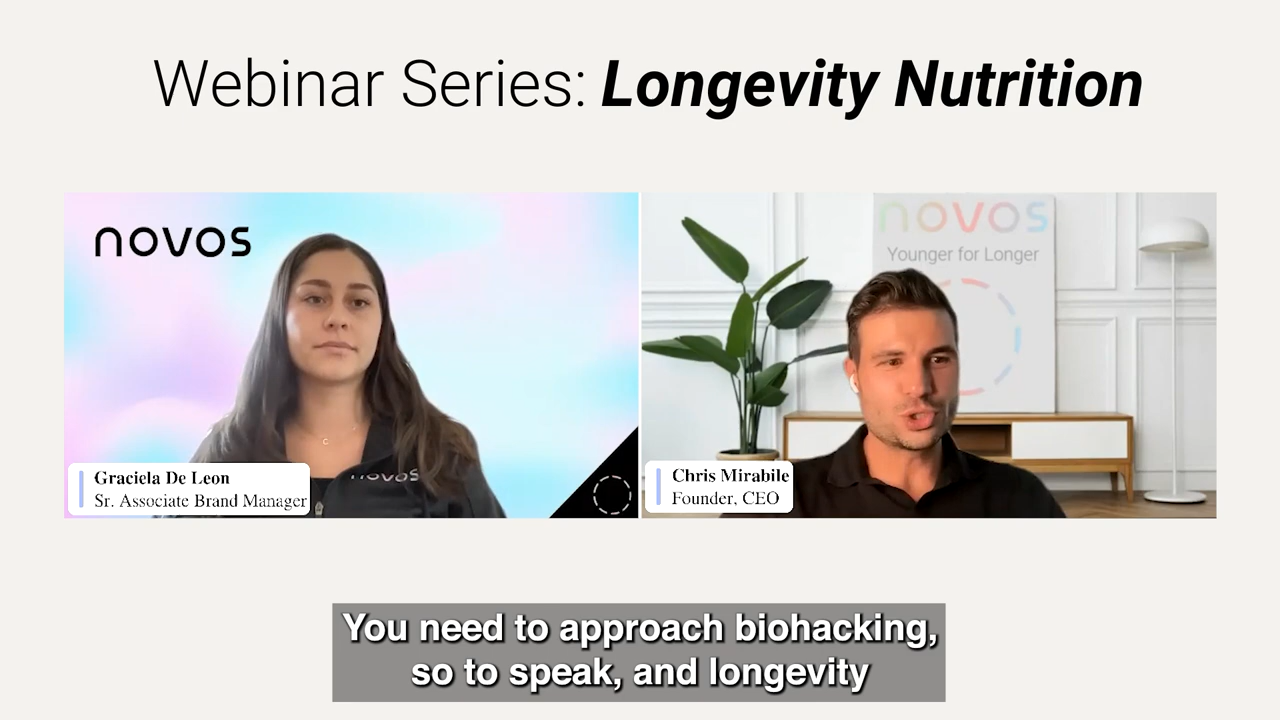 Webinar Series: Longevity Nutrition
novos
novos
Younger for Longer
novos
Graciela De Leon
Sr. Associate Brand Manager
Chris Mirabile
Founder, CEO
You need to approach biohacking,
so to speak, and longevity